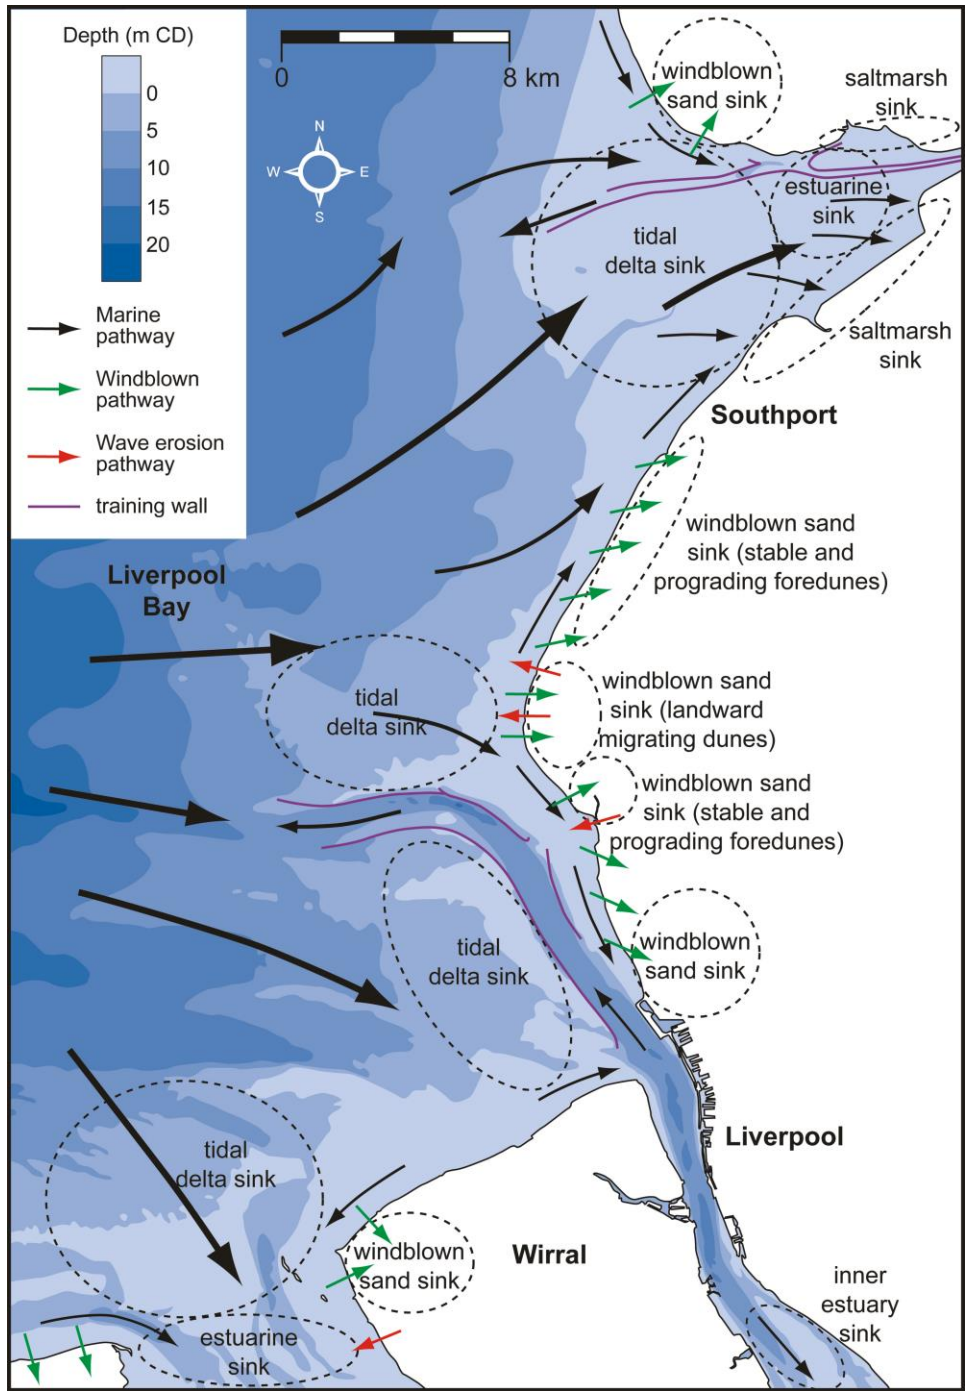 Depth (m CD)
0
5
10
15
20
0
8 km
N
W
E
S
Marine
pathway
Windblown
pathway
Wave erosion
pathway
training wall
windblown
sand sink
saltmarsh
sink
estuarine
sink
tidal
delta sink
saltmarsh
sink
Southport
windblown sand
sink (stable and
prograding foredunes)
Liverpool
Bay
tidal
delta sink
windblown sand
sink (landward
migrating dunes)
windblown sand
sink (stable and
prograding foredunes)
tidal
delta sink
windblown
sand sink
Liverpool
tidal
delta sink
windblown
sand sink
Wirral
inner
estuary
sink
estuarine
sink